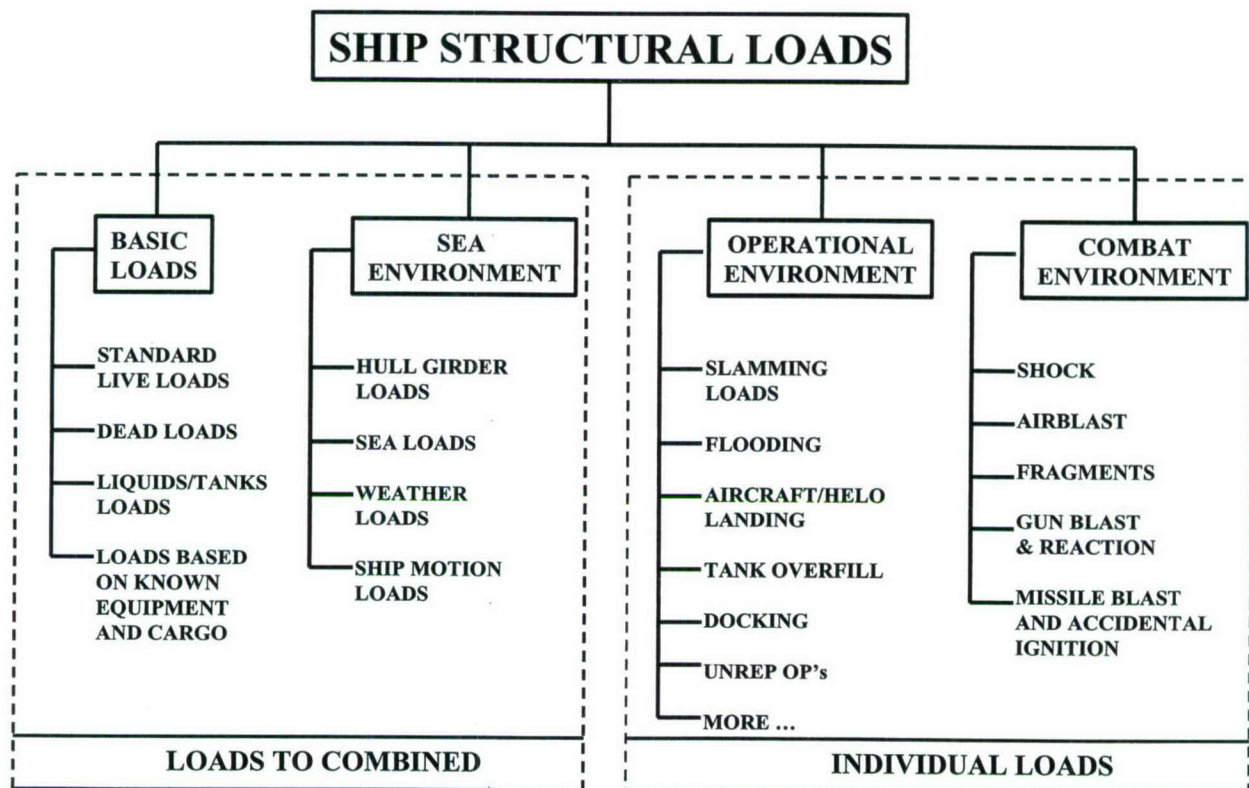 SHIP STRUCTURAL LOADS
BASIC
LOADS
STANDARD
LIVE LOADS
DEAD LOADS
LIQUIDS/TANKS
LOADS
LOADS BASED
ON KNOWN
EQUIPMENT
AND CARGO
SEA
ENVIRONMENT
HULL GIRDER
LOADS
SEA LOADS
WEATHER
LOADS
SHIP MOTION
LOADS
LOADS TO COMBINED
OPERATIONAL
ENVIRONMENT
SLAMMING
LOADS
FLOODING
AIRCRAFT/HELO
LANDING
TANK OVERFILL
DOCKING
UNREP OP's
MORE ...
COMBAT
ENVIRONMENT
SHOCK
AIRBLAST
FRAGMENTS
GUN BLAST
& REACTION
MISSILE BLAST
AND ACCIDENTAL
IGNITION
INDIVIDUAL LOADS